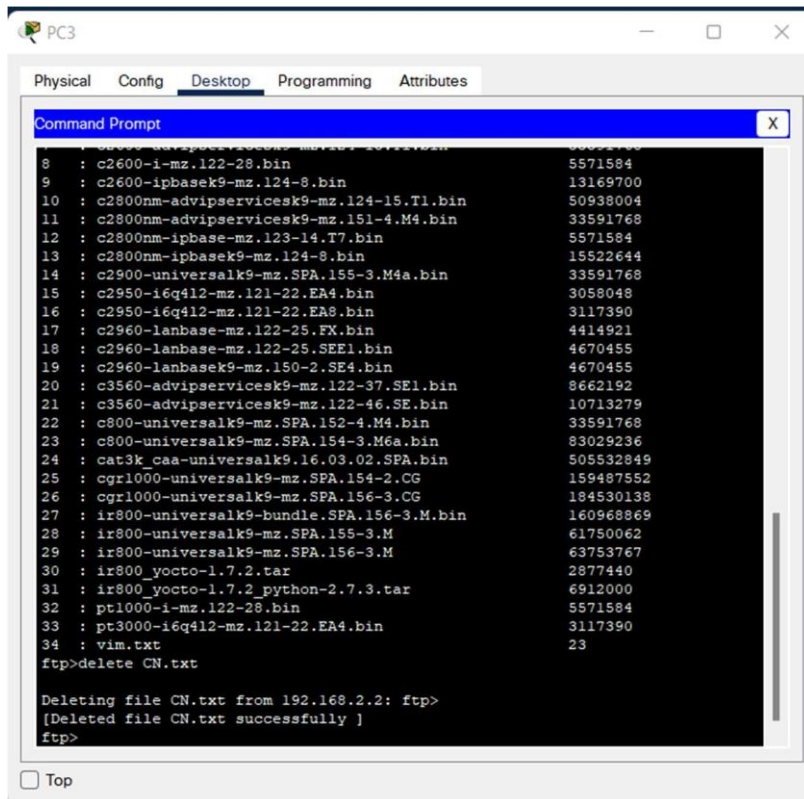 PC3
Physical Config Desktop Programming Attributes
Command Prompt
X
8 : c2600-i-mz.122-28.bin 5571584
9 : c2600-ipbasek9-mz.124-8.bin 13169700
10 : c2800nm-advipservicesk9-mz.124-15.T1.bin 50938004
11 : c2800nm-advipservicesk9-mz.151-4.M4.bin 33591768
12 : c2800nm-ipbase-mz.123-14.T7.bin 5571584
13 : c2800nm-ipbasek9-mz.124-8.bin 15522644
14 : c2900-universalk9-mz.SPA.155-3.M4a.bin 33591768
15 : c2950-i6q4l2-mz.121-22.EA4.bin 3058048
16 : c2950-i6q4l2-mz.121-22.EA8.bin 3117390
17 : c2960-lanbase-mz.122-25.FX.bin 4414921
18 : c2960-lanbase-mz.122-25.SEE1.bin 4670455
19 : c2960-lanbasek9-mz.150-2.SE4.bin 4670455
20 : c3560-advipservicesk9-mz.122-37.SE1.bin 8662192
21 : c3560-advipservicesk9-mz.122-46.SE.bin 10713279
22 : c800-universalk9-mz.SPA.152-4.M4.bin 33591768
23 : c800-universalk9-mz.SPA.154-3.M6a.bin 83029236
24 : cat3k_caa-universalk9.16.03.02.SPA.bin 505532849
25 : cgr1000-universalk9-mz.SPA.154-2.CG 159487552
26 : cgr1000-universalk9-mz.SPA.156-3.CG 184530138
27 : ir800-universalk9-bundle.SPA.156-3.M.bin 160968869
28 : ir800-universalk9-mz.SPA.155-3.M 61750062
29 : ir800-universalk9-mz.SPA.156-3.M 63753767
30 : ir800_yocto-1.7.2.tar 2877440
31 : ir800_yocto-1.7.2_python-2.7.3.tar 6912000
32 : pt1000-i-mz.122-28.bin 5571584
33 : pt3000-i6q4l2-mz.121-22.EA4.bin 3117390
34 : vim.txt 23
ftp>delete CN.txt
Deleting file CN.txt from 192.168.2.2: ftp>
[Deleted file CN.txt successfully ]
ftp>
Top